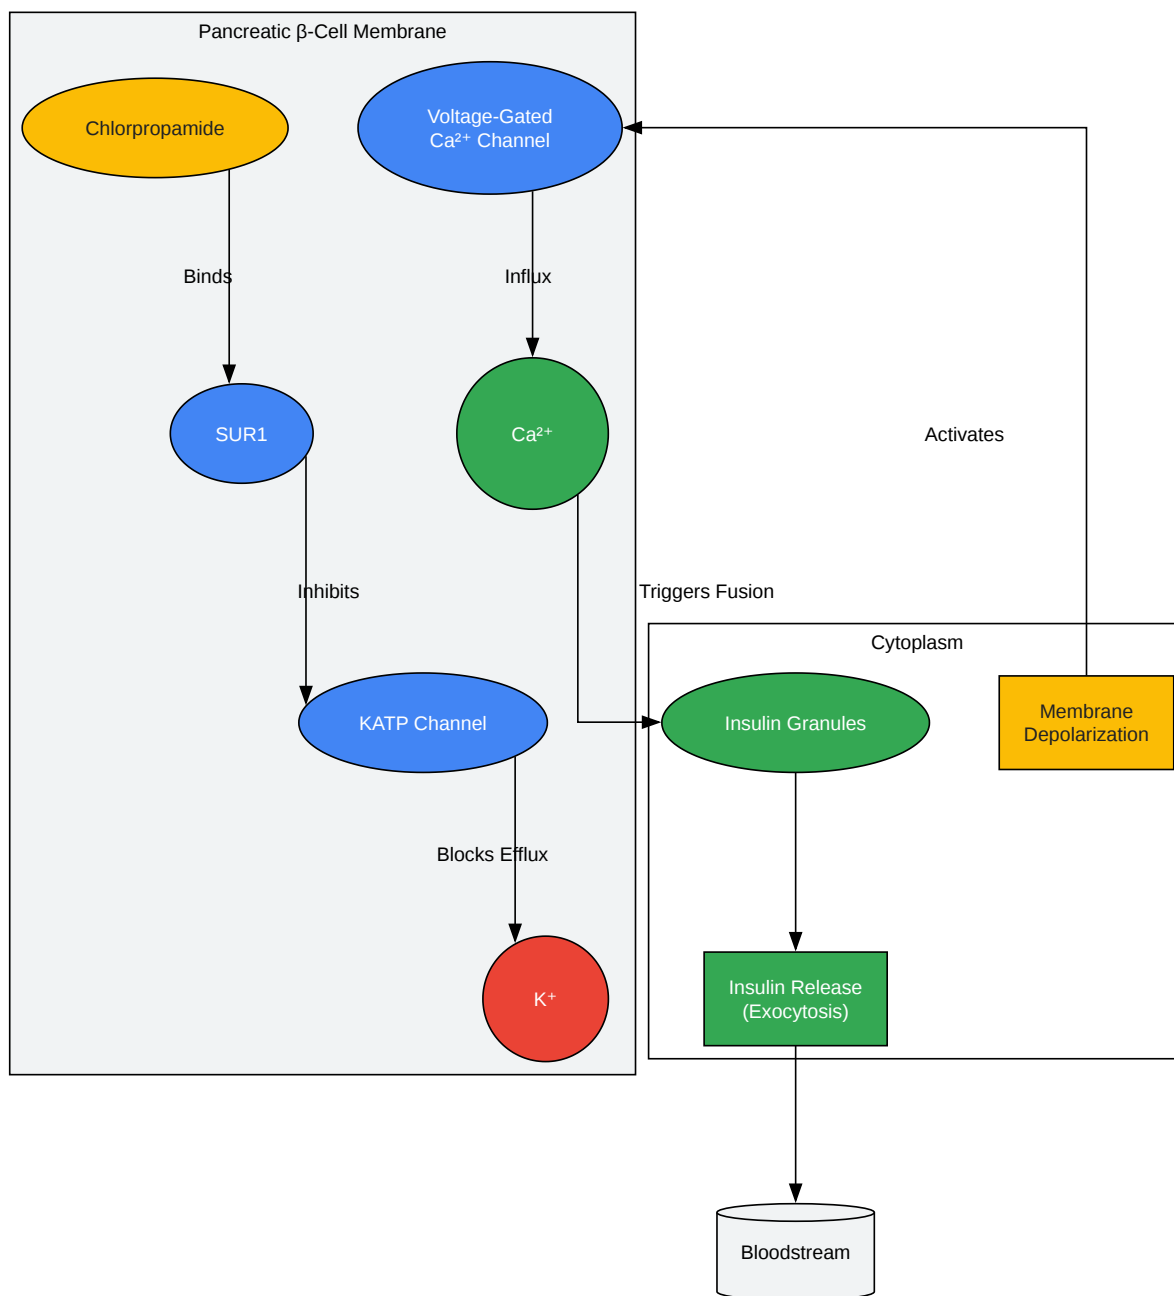 Pancreatic β-Cell Membrane
Chlorpropamide
Voltage-Gated
Ca²⁺ Channel
Binds
Influx
SUR1
Ca²⁺
Activates
Inhibits
Triggers Fusion
Cytoplasm
KATP Channel
Insulin Granules
Membrane
Depolarization
Blocks Efflux
K⁺
Insulin Release
(Exocytosis)
Bloodstream